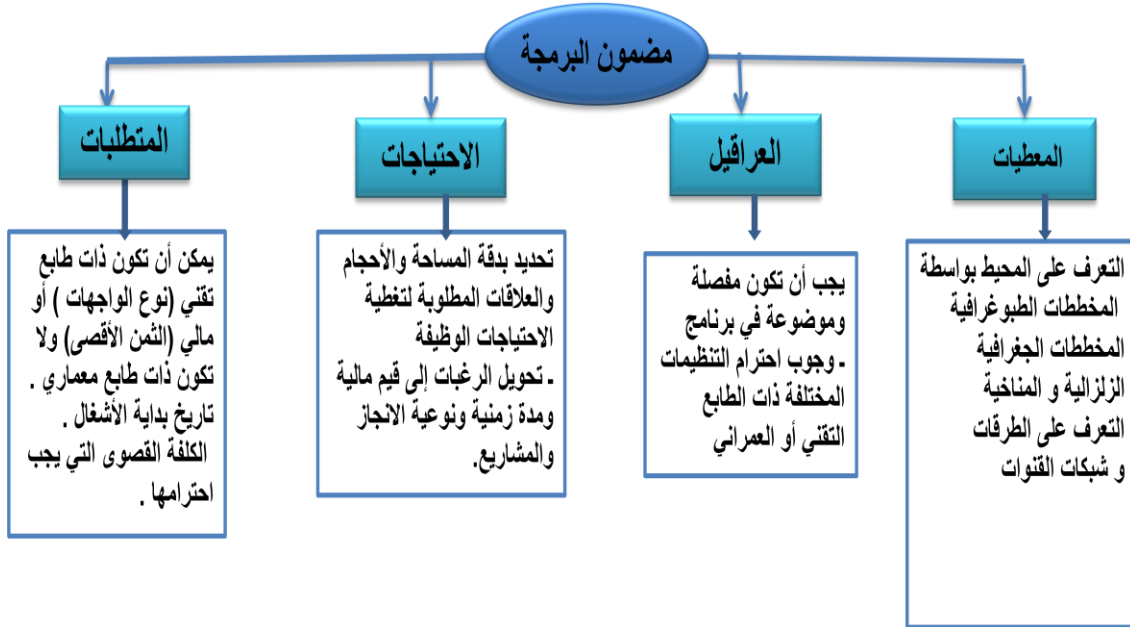 مضمون البرمجة
المعطيات
التعرف على المحيط بواسطة
المخططات الطبوغرافية
المخططات الجغرافية
الزلزالية و المناخية
التعرف على الطرقات
و شبكات القنوات
العراقيل
يجب أن تكون مفصلة
وموضوعة في برنامج
- وجوب احترام التنظيمات
المختلفة ذات الطابع
التقني أو العمراني
الاحتياجات
تحديد بدقة المساحة والأحجام
والعلاقات المطلوبة لتغطية
الاحتياجات الوظيفة
- تحويل الرغبات إلى قيم مالية
ومدة زمنية ونوعية الانجاز
والمشاريع.
المتطلبات
يمكن أن تكون ذات طابع
تقني (نوع الواجهات ) أو
مالي (الثمن الأقصى) ولا
تكون ذات طابع معماري .
تاريخ بداية الأشغال .
الكلفة القصوى التي يجب
احترامها .